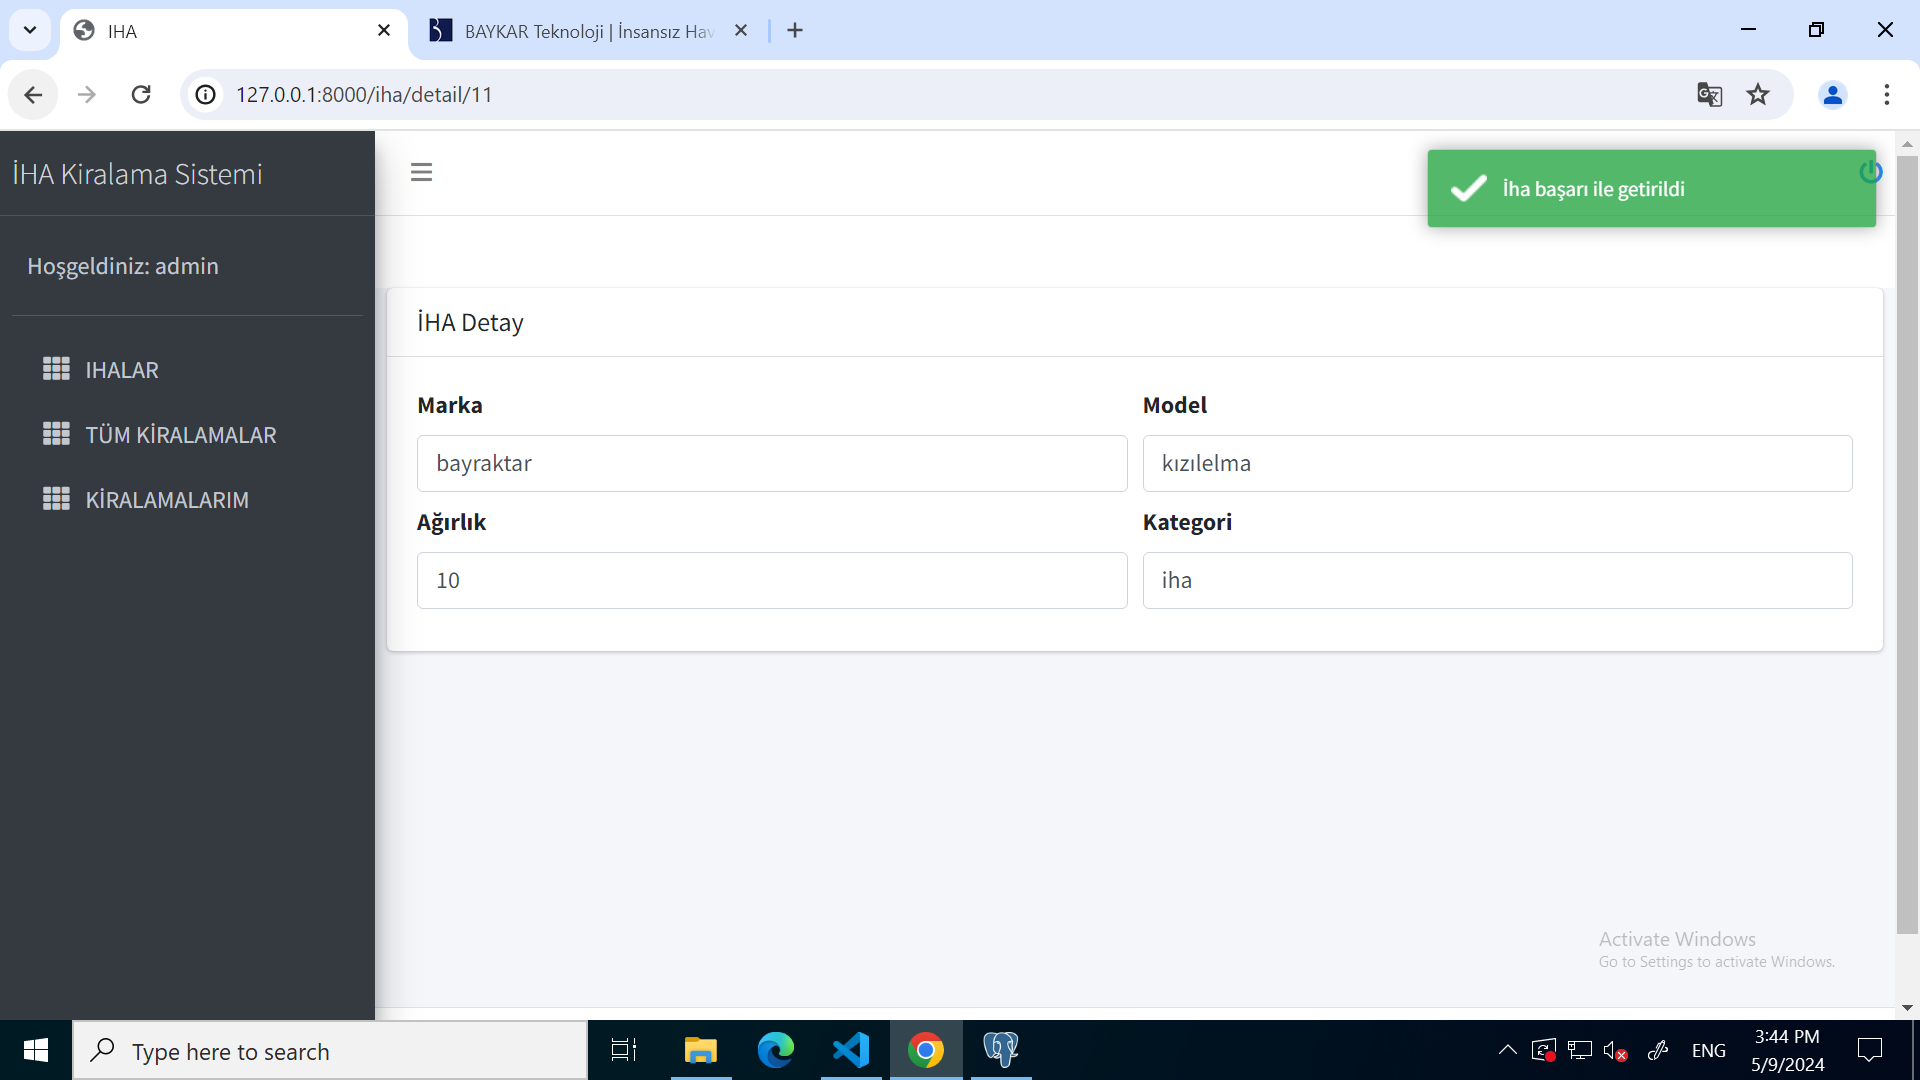 IHA
BAYKAR Teknoloji | İnsansız Hav
127.0.0.1:8000/iha/detail/11
İHA Kiralama Sistemi
İha başarı ile getirildi
Hoşgeldiniz: admin
İHA Detay
IHALAR
TÜM KİRALAMALAR
KİRALAMALARIM
Marka
Model
bayraktar
kızılelma
Ağırlık
Kategori
10
iha
Activate Windows
Go to Settings to activate Windows.
Type here to search
ENG
3:44 PM
5/9/2024